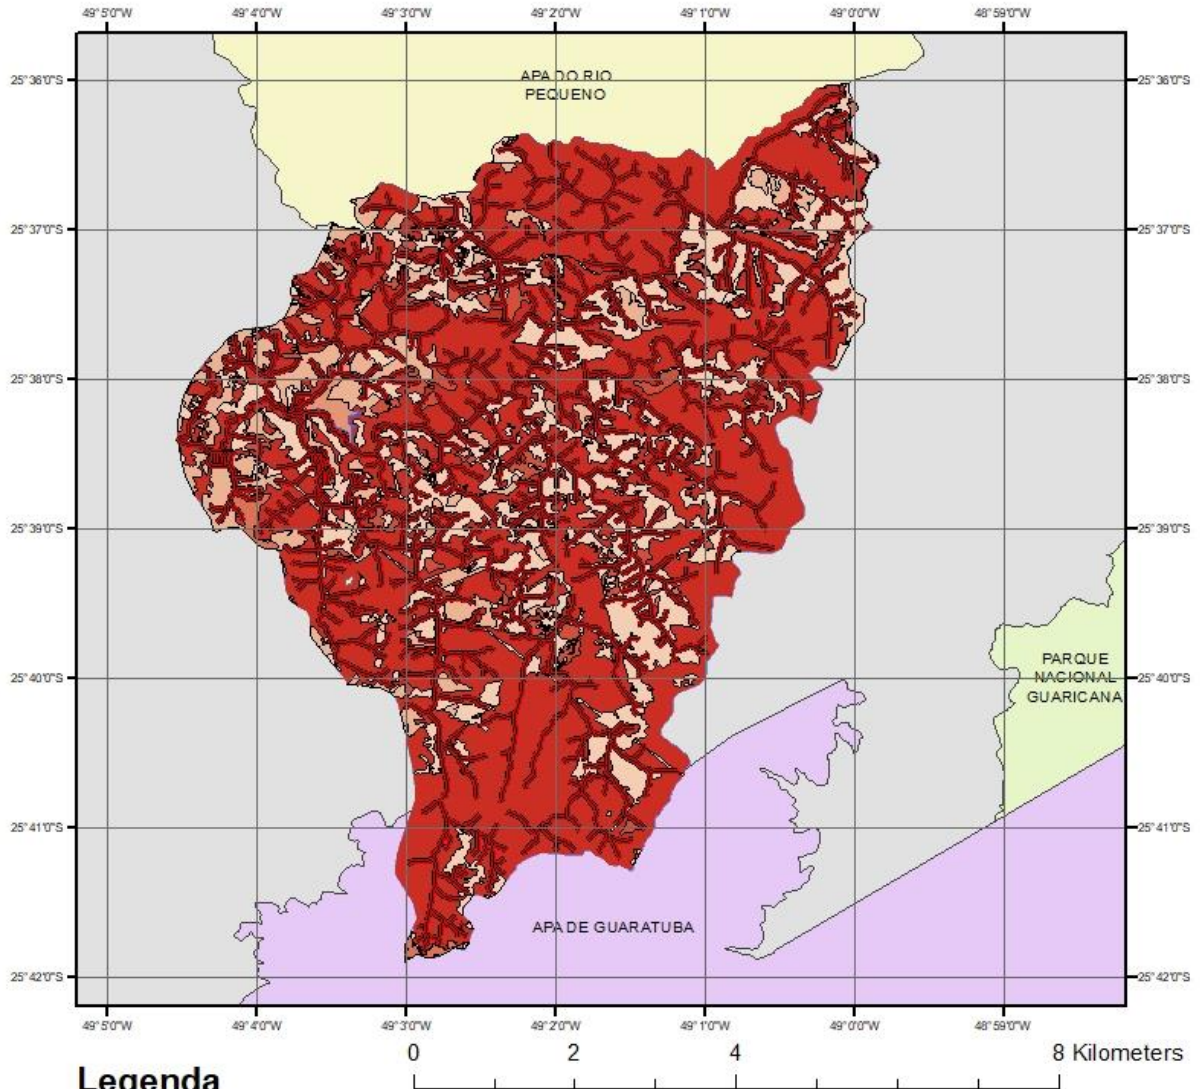 49°5'0"W 49°4'0"W 49°3'0"W 49°2'0"W 49°1'0"W 49°0'0"W 48°59'0"W
APA DO RIO
PEQUENO
25°36'0"S 25°36'0"S
25°37'0"S 25°37'0"S
25°38'0"S 25°38'0"S
25°39'0"S 25°39'0"S
PARQUE
NACIONAL
GUARICANA
25°40'0"S 25°40'0"S
25°41'0"S 25°41'0"S
APA DE GUARATUBA
25°42'0"S 25°42'0"S
49°5'0"W 49°4'0"W 49°3'0"W 49°2'0"W 49°1'0"W 49°0'0"W 48°59'0"W
0 2 4 8 Kilometers
Legenda